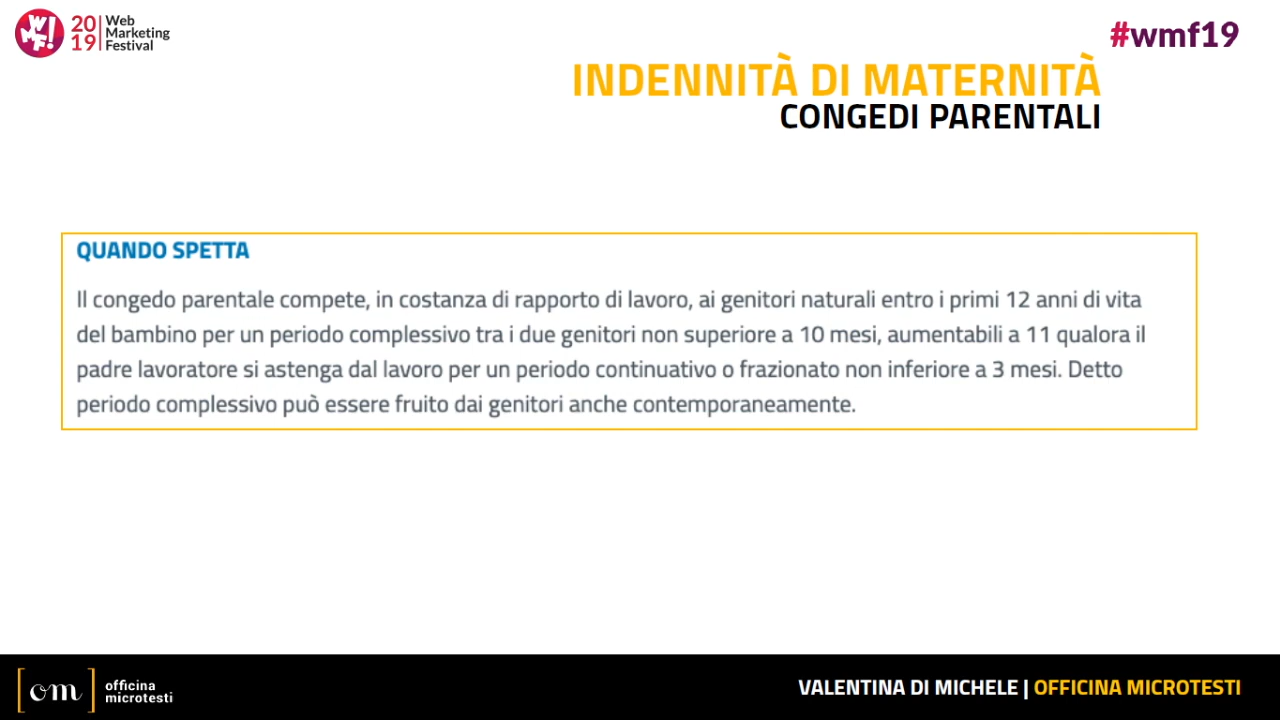 WMF!
2019
Web
Marketing
Festival
#wmf19
INDENNITÀ DI MATERNITÀ
CONGEDI PARENTALI
QUANDO SPETTA
Il congedo parentale compete, in costanza di rapporto di lavoro, ai genitori naturali entro i primi 12 anni di vita
del bambino per un periodo complessivo tra i due genitori non superiore a 10 mesi, aumentabili a 11 qualora il
padre lavoratore si astenga dal lavoro per un periodo continuativo o frazionato non inferiore a 3 mesi. Detto
periodo complessivo può essere fruito dai genitori anche contemporaneamente.
[om]
officina
microtesti
VALENTINA DI MICHELE | OFFICINA MICROTESTI